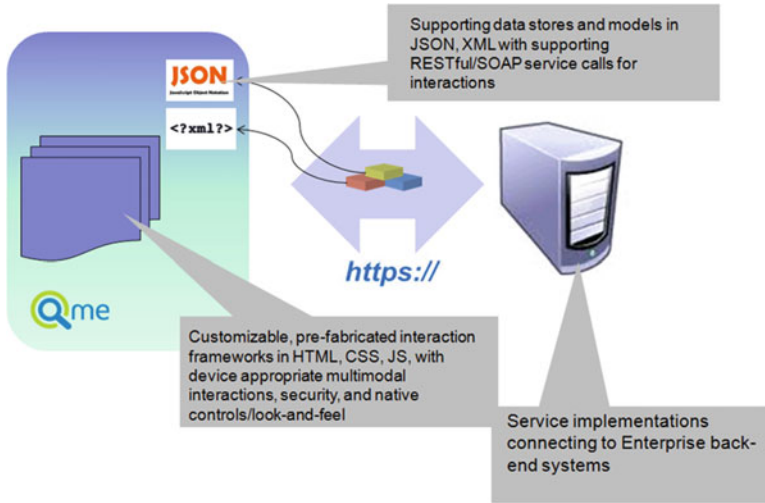 Supporting data stores and models in
JSON, XML with supporting
RESTful/SOAP service calls for
interactions
JSON
JavaScript Object Notation
<?xml?>
https://
Qme
Customizable, pre-fabricated interaction
frameworks in HTML, CSS, JS, with
device appropriate multimodal
interactions, security, and native
controls/look-and-feel
Service implementations
connecting to Enterprise back-
end systems